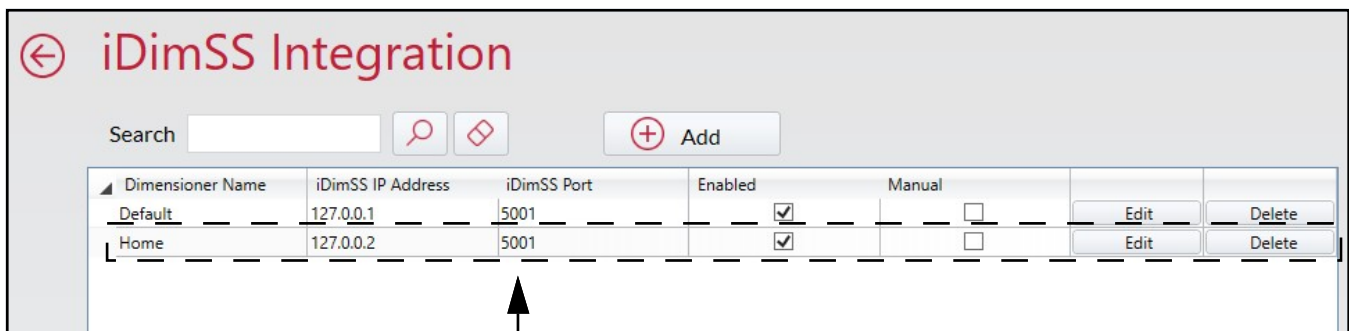 iDimSS Integration
Search
Add
Dimensioner Name iDimSS IP Address iDimSS Port Enabled Manual
Default 127.0.0.1 5001 Edit Delete
Home 127.0.0.2 5001 Edit Delete